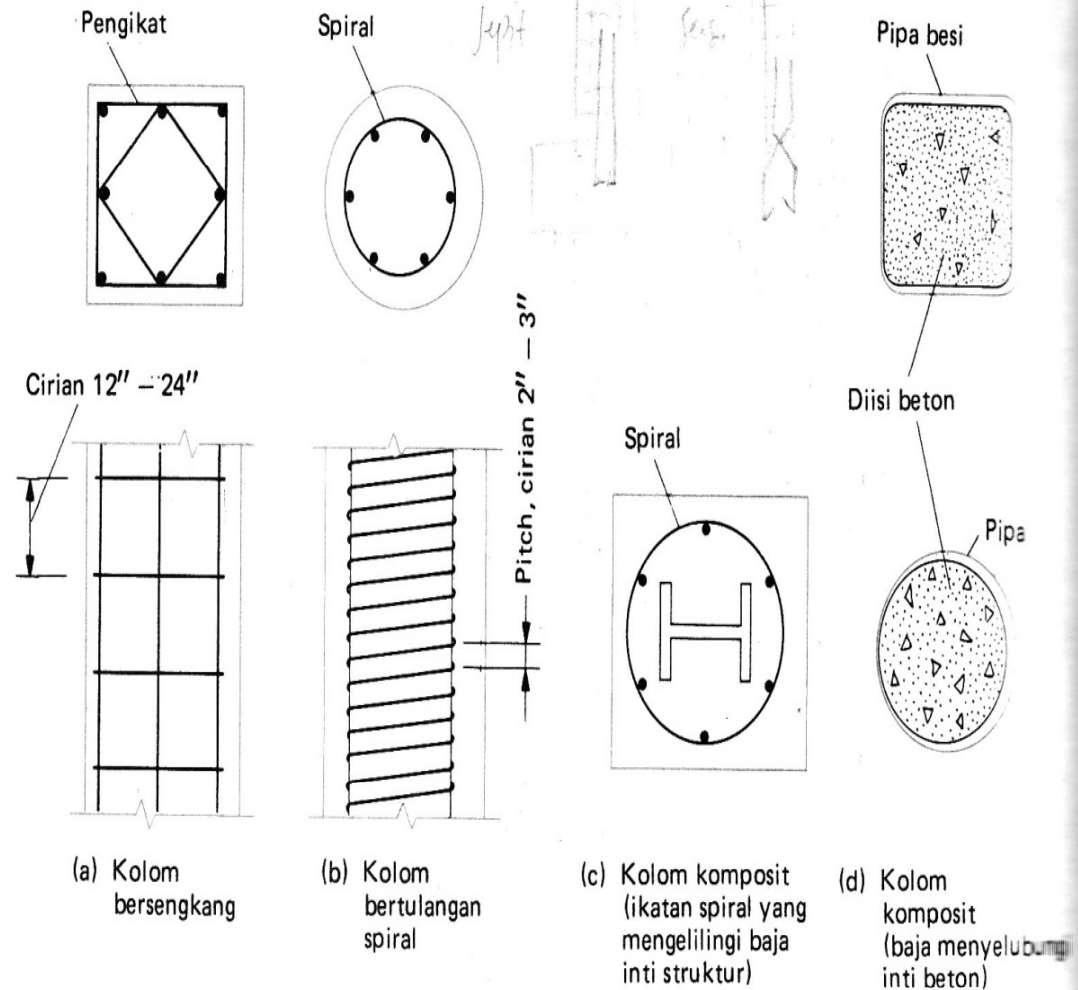 Pengikat
Spiral
Pipa besi
Cirian 12" – 24"
Pitch, cirian 2" – 3"
Diisi beton
Spiral
Pipa
(a) Kolom
bersengkang
(b) Kolom
bertulangan
spiral
(c) Kolom komposit
(ikatan spiral yang
mengelilingi baja
inti struktur)
(d) Kolom
komposit
(baja menyelubungi
inti beton)